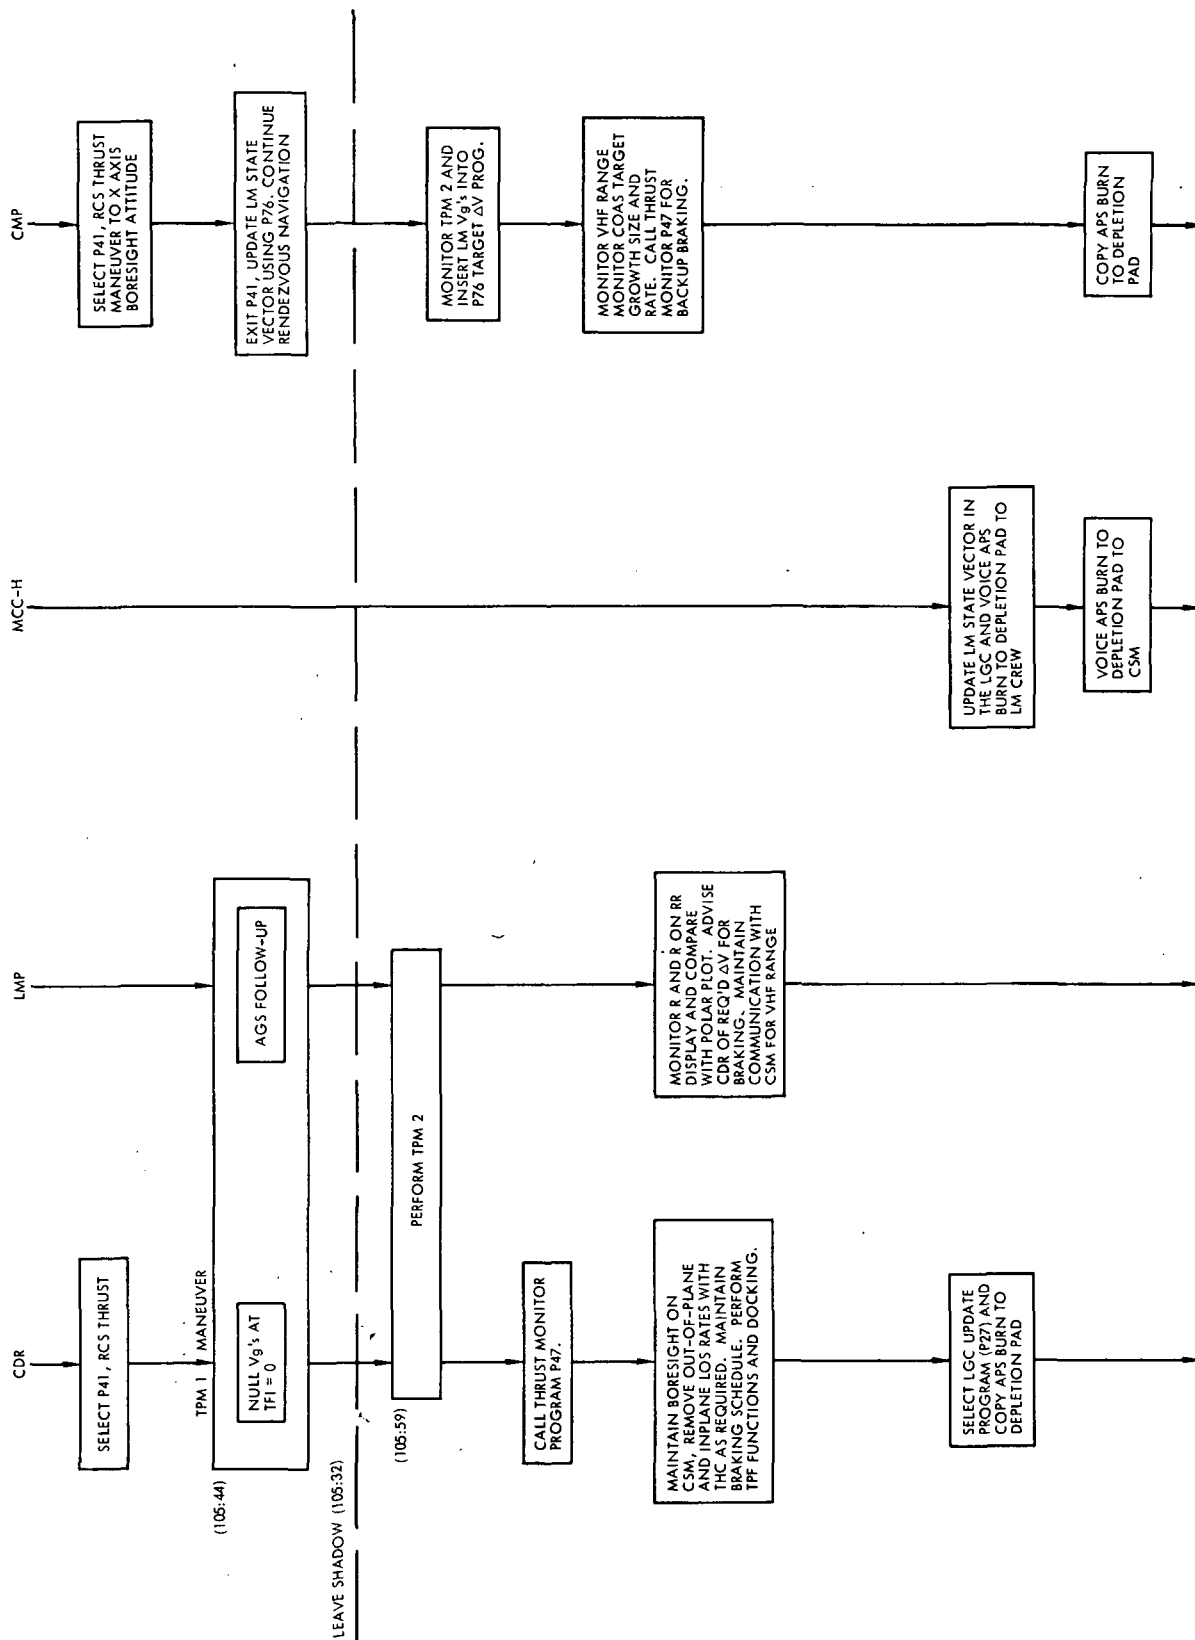 CDR
LMP
MCC-H
CMP
SELECT P41, RCS THRUST
SELECT P41, RCS THRUST
MANEUVER TO X AXIS
BORESIGHT ATTITUDE
TPM 1 MANEUVER
(105:44)
NULL Vg's AT
TFI = 0
AGS FOLLOW-UP
EXIT P41, UPDATE LM STATE
VECTOR USING P76. CONTINUE
RENDEZVOUS NAVIGATION
LEAVE SHADOW (105:32)
(105:59)
PERFORM TPM 2
MONITOR TPM 2 AND
INSERT LM Vg's INTO
P76 TARGET ΔV PROG.
CALL THRUST MONITOR
PROGRAM P47.
MONITOR VHF RANGE
MONITOR COAS TARGET
GROWTH SIZE AND
RATE. CALL THRUST
MONITOR P47 FOR
BACKUP BRAKING.
MAINTAIN BORESIGHT ON
CSM, REMOVE OUT-OF-PLANE
AND INPLANE LOS RATES WITH
THC AS REQUIRED. MAINTAIN
BRAKING SCHEDULE. PERFORM
TPF FUNCTIONS AND DOCKING.
MONITOR R AND R ON RR
DISPLAY AND COMPARE
WITH POLAR PLOT. ADVISE
CDR OF REQ'D ΔV FOR
BRAKING. MAINTAIN
COMMUNICATION WITH
CSM FOR VHF RANGE
SELECT LGC UPDATE
PROGRAM (P27) AND
COPY APS BURN TO
DEPLETION PAD
UPDATE LM STATE VECTOR IN
THE LGC AND VOICE APS
BURN TO DEPLETION PAD TO
LM CREW
VOICE APS BURN TO
DEPLETION PAD TO
CSM
COPY APS BURN
TO DEPLETION
PAD